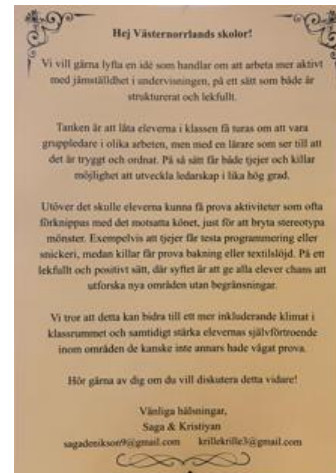 Hej Västernorrlands skolor!
Vi vill gärna lyfta en idé som handlar om att arbeta mer aktivt
med jämställdhet i undervisningen, på ett sätt som både är
strukturerat och lekfullt.
Tanken är att låta eleverna i klassen få turas om att vara
gruppledare i olika arbeten, men med en lärare som ser till att
det är tryggt och ordnat. På så sätt får både tjejer och killar
möjlighet att utveckla ledarskap i lika hög grad.
Utöver det skulle eleverna kunna få prova aktiviteter som ofta
förknippas med det motsatta könet, just för att bryta stereotypa
mönster. Exempelvis att tjejer får testa programmering eller
snickeri, medan killar får prova bakning eller textilslöjd. På ett
lekfullt och positivt sätt, där syftet är att ge alla elever chans att
utforska nya områden utan begränsningar.
Vi tror att detta kan bidra till ett mer inkluderande klimat i
klassrummet och samtidigt stärka elevernas självförtroende
inom områden de kanske inte annars hade vågat prova.
Hör gärna av dig om du vill diskutera detta vidare!
Vänliga hälsningar,
Saga & Kristiyan
sagadenikson9@gmail.com krillekrille3@gmail.com